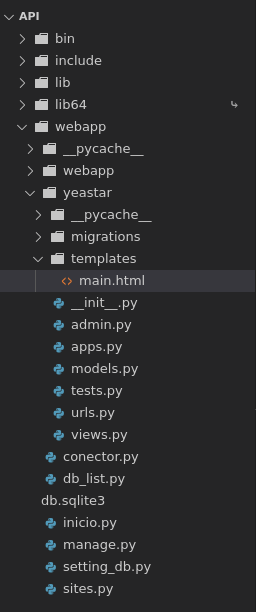 API
bin
include
lib
lib64
webapp
__pycache__
webapp
yeastar
__pycache__
migrations
templates
main.html
__init__.py
admin.py
apps.py
models.py
tests.py
urls.py
views.py
conector.py
db_list.py
db.sqlite3
inicio.py
manage.py
setting_db.py
sites.py